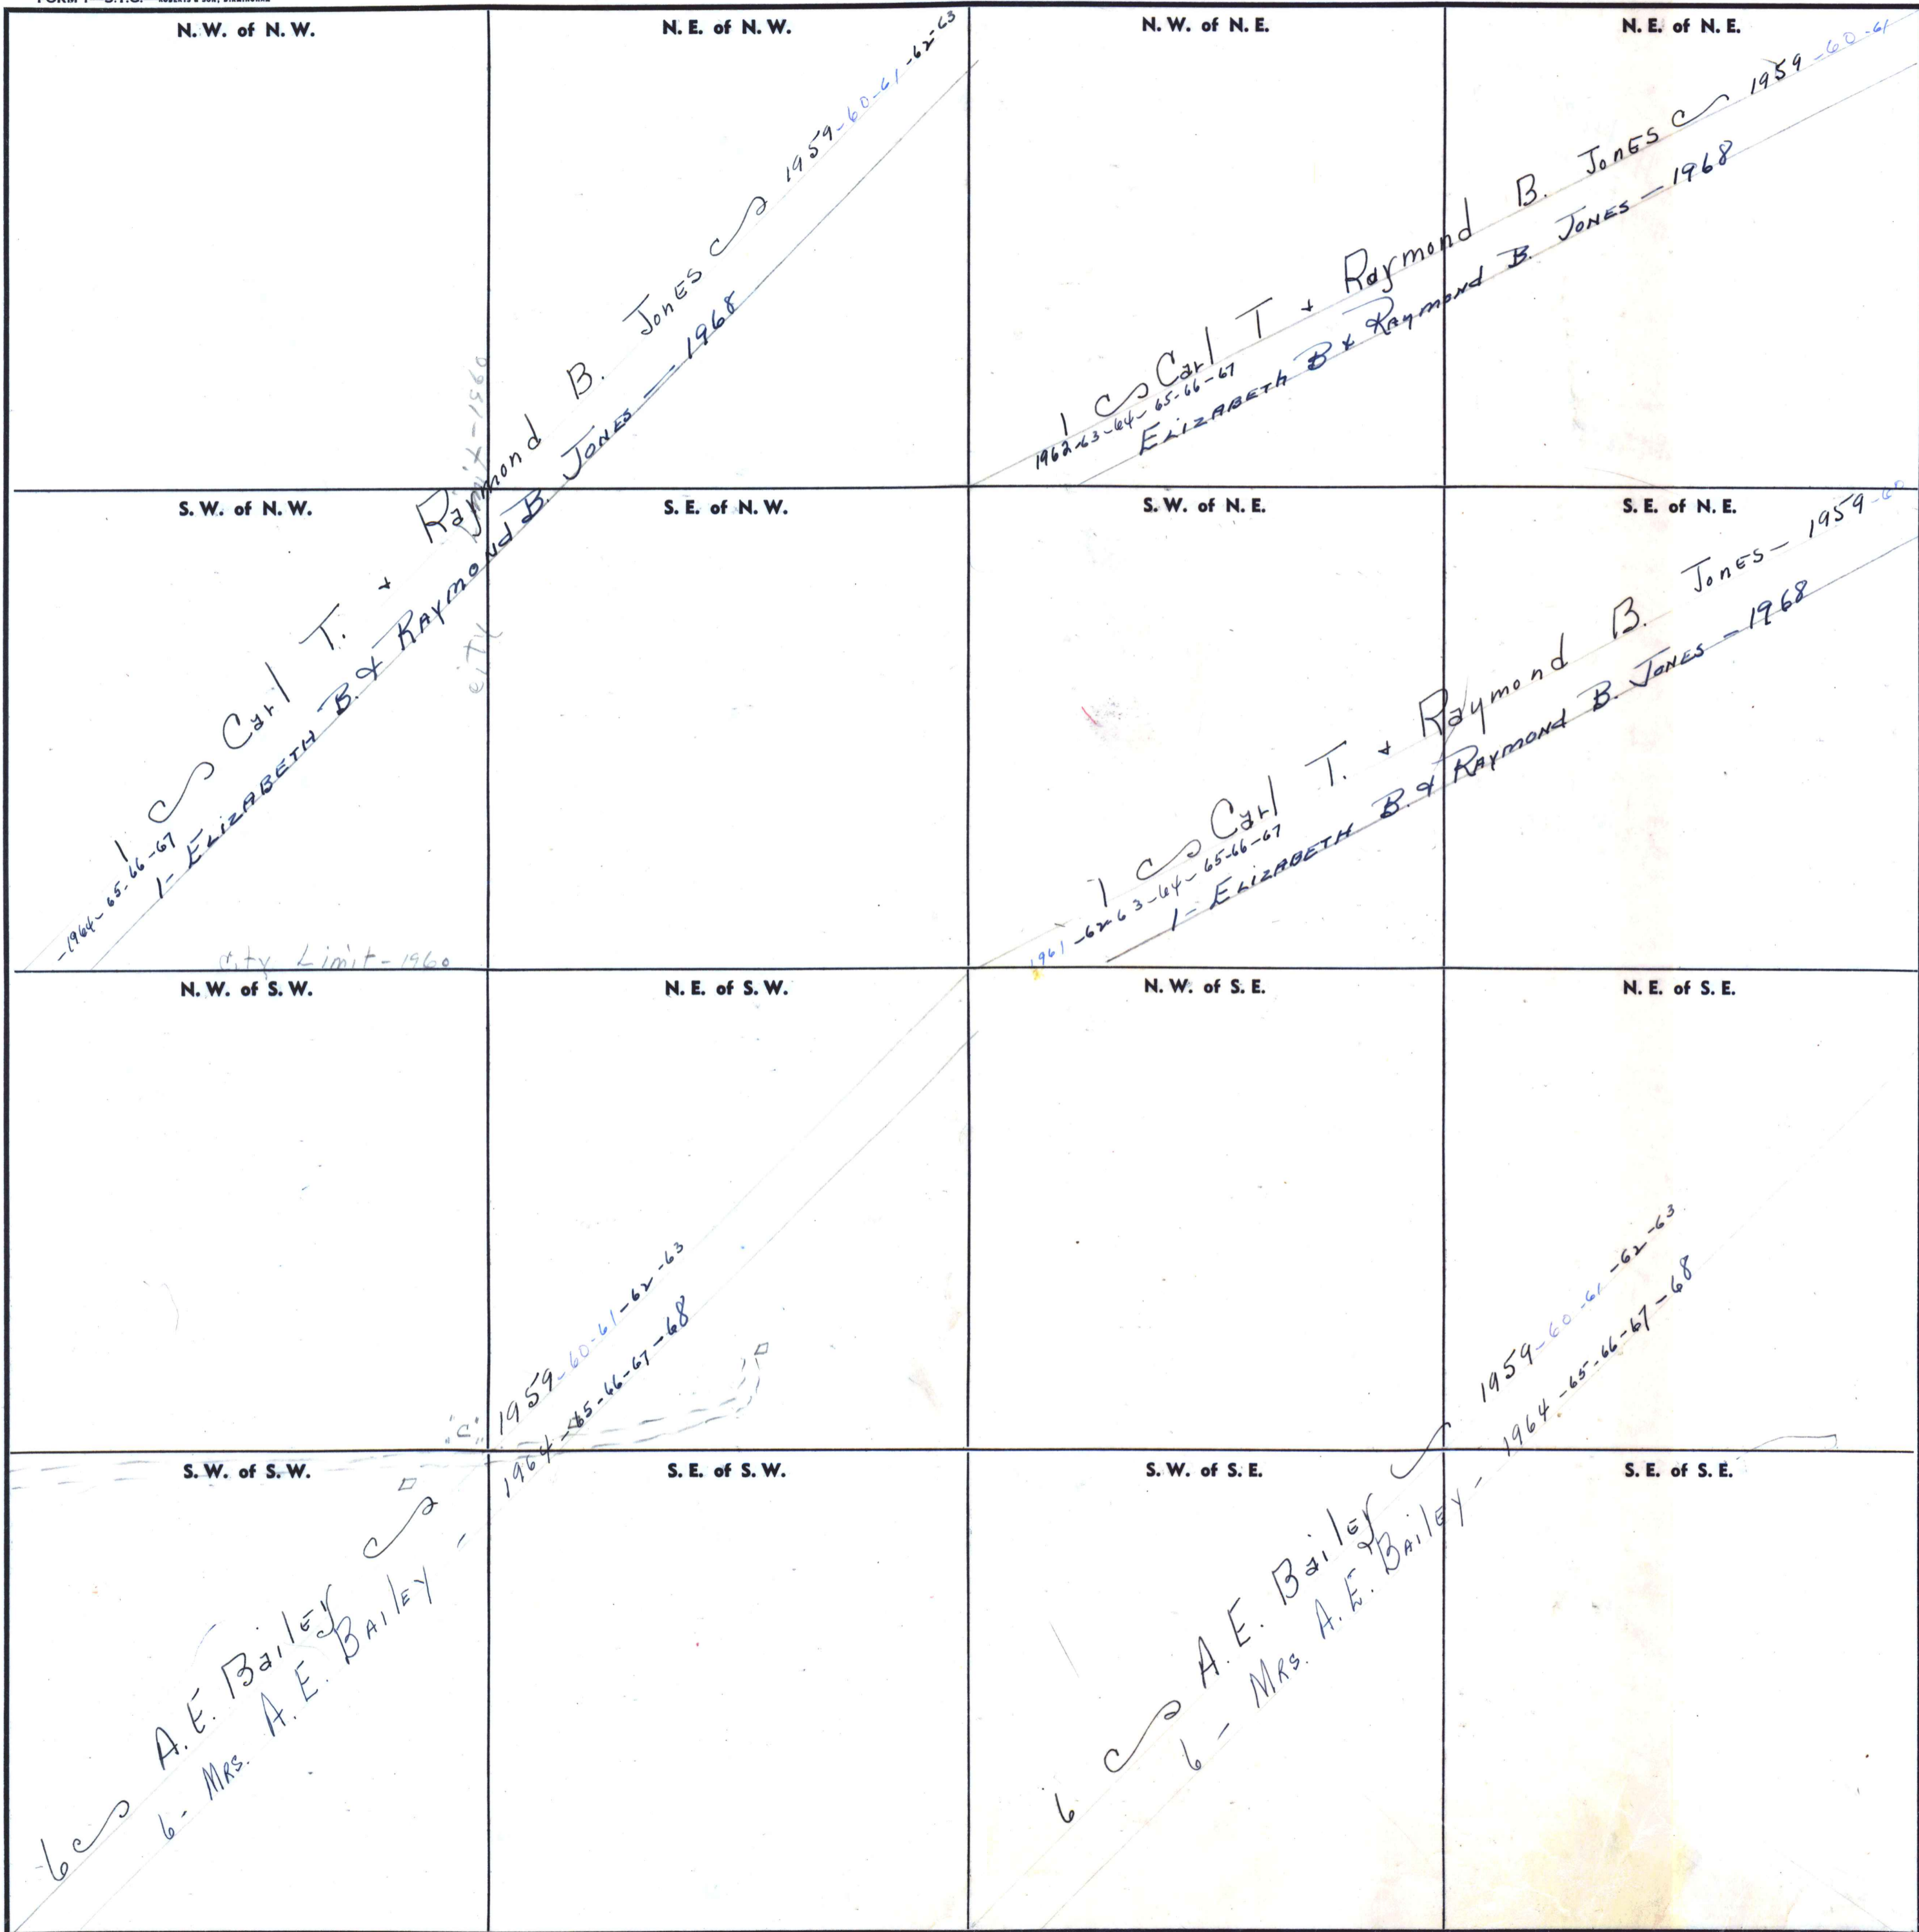 N. W. of N. W.
N. E. of N. W.
N. W. of N. E.
N. E. of N. E.
1 Carl T. + Raymond B. Jones 1959-60-61-62-63
-1964-65-66-67
1- ELIZABETH B. & RAYMOND B. JONES — 1968
City Limit-1960
1 Carl T + Raymond B. Jones 1959-60-61
1962-63-64-65-66-67
ELIZABETH B & RAYMOND B. JONES — 1968
S. W. of N. W.
S. E. of N. W.
S. W. of N. E.
S. E. of N. E.
City Limit-1960
1 Carl T. + Raymond B. Jones — 1959-60
1961-62-63-64-65-66-67
1- ELIZABETH B. & RAYMOND B. JONES — 1968
N. W. of S. W.
N. E. of S. W.
N. W. of S. E.
N. E. of S. E.
"C"
S. W. of S. W.
S. E. of S. W.
S. W. of S. E.
S. E. of S. E.
6 A.E. Bailey 1959-60-61-62-63
6- MRS. A.E. BAILEY - 1964-65-66-67-68
6 A.E. Bailey 1959-60-61-62-63
6 - MRS. A.E. BAILEY - 1964-65-66-67-68